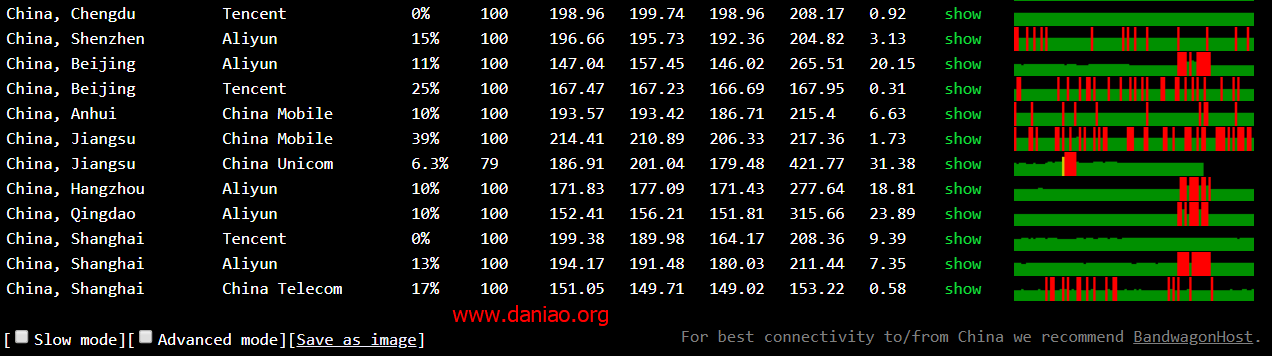 China, Chengdu Tencent 0% 100 198.96 199.74 198.96 208.17 0.92 show
China, Shenzhen Aliyun 15% 100 196.66 195.73 192.36 204.82 3.13 show
China, Beijing Aliyun 11% 100 147.04 157.45 146.02 265.51 20.15 show
China, Beijing Tencent 25% 100 167.47 167.23 166.69 167.95 0.31 show
China, Anhui China Mobile 10% 100 193.57 193.42 186.71 215.4 6.63 show
China, Jiangsu China Mobile 39% 100 214.41 210.89 206.33 217.36 1.73 show
China, Jiangsu China Unicom 6.3% 79 186.91 201.04 179.48 421.77 31.38 show
China, Hangzhou Aliyun 10% 100 171.83 177.09 171.43 277.64 18.81 show
China, Qingdao Aliyun 10% 100 152.41 156.21 151.81 315.66 23.89 show
China, Shanghai Tencent 0% 100 199.38 189.98 164.17 208.36 9.39 show
China, Shanghai Aliyun 13% 100 194.17 191.48 180.03 211.44 7.35 show
China, Shanghai China Telecom 17% 100 151.05 149.71 149.02 153.22 0.58 show
www.daniao.org
[Slow mode][Advanced mode][Save as image] For best connectivity to/from China we recommend BandwagonHost.